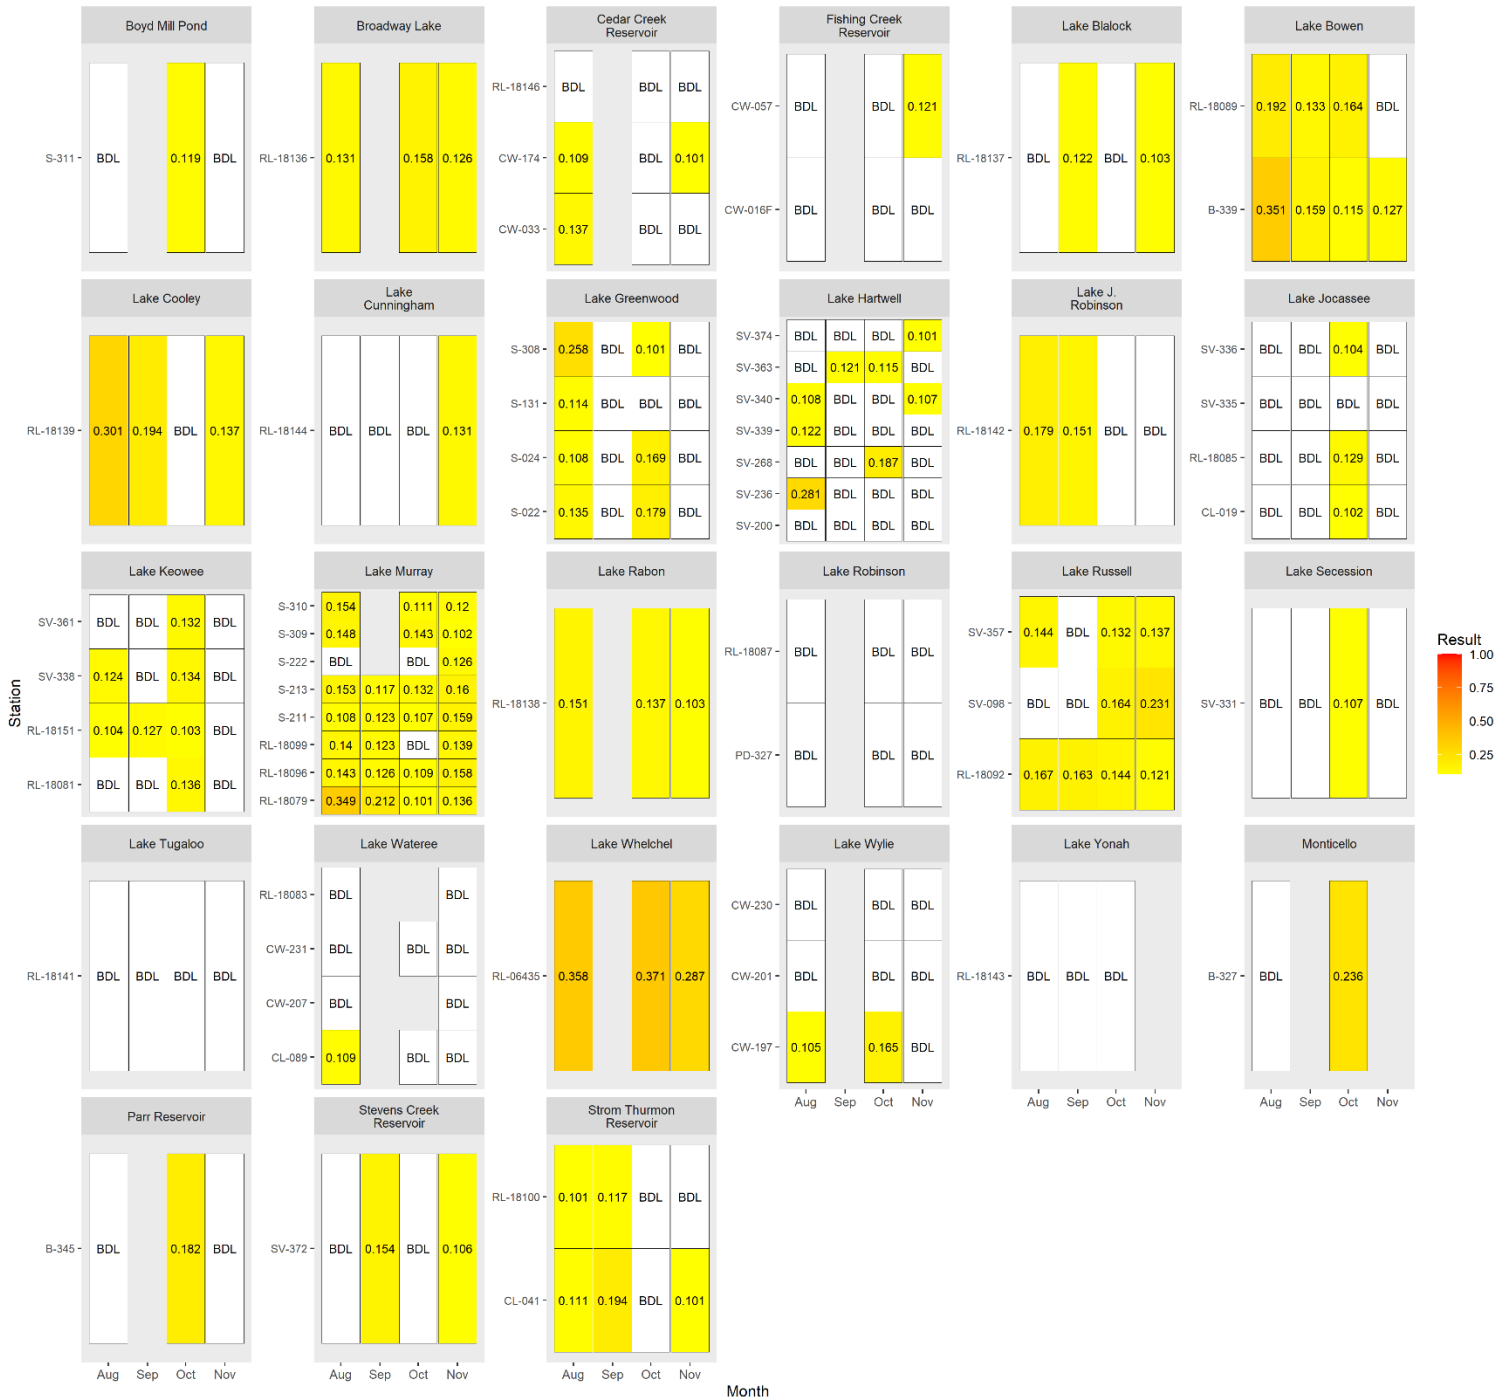 Boyd Mill Pond
S-311
BDL 0.119 BDL
Broadway Lake
RL-18136
0.131 0.158 0.126
Cedar Creek
Reservoir
RL-18146 BDL BDL BDL
CW-174 0.109 BDL 0.101
CW-033 0.137 BDL BDL
Fishing Creek
Reservoir
CW-057 BDL BDL 0.121
CW-016F BDL BDL BDL
Lake Blalock
RL-18137 BDL 0.122 BDL 0.103
Lake Bowen
RL-18089 0.192 0.133 0.164 BDL
B-339 0.351 0.159 0.115 0.127
Lake Cooley
RL-18139 0.301 0.194 BDL 0.137
Lake
Cunningham
RL-18144 BDL BDL BDL 0.131
Lake Greenwood
S-308 0.258 BDL 0.101 BDL
S-131 0.114 BDL BDL BDL
S-024 0.108 BDL 0.169 BDL
S-022 0.135 BDL 0.179 BDL
Lake Hartwell
SV-374 BDL BDL BDL 0.101
SV-363 BDL 0.121 0.115 BDL
SV-340 0.108 BDL BDL 0.107
SV-339 0.122 BDL BDL BDL
SV-268 BDL BDL 0.187 BDL
SV-236 0.281 BDL BDL BDL
SV-200 BDL BDL BDL BDL
Lake J.
Robinson
RL-18142 0.179 0.151 BDL BDL
Lake Jocassee
SV-336 BDL BDL 0.104 BDL
SV-335 BDL BDL BDL BDL
RL-18085 BDL BDL 0.129 BDL
CL-019 BDL BDL 0.102 BDL
Lake Keowee
SV-361 BDL BDL 0.132 BDL
SV-338 0.124 BDL 0.134 BDL
RL-18151 0.104 0.127 0.103 BDL
RL-18081 BDL BDL 0.136 BDL
Lake Murray
S-310 0.154 0.111 0.12
S-309 0.148 0.143 0.102
S-222 BDL BDL 0.126
S-213 0.153 0.117 0.132 0.16
S-211 0.108 0.123 0.107 0.159
RL-18099 0.14 0.123 BDL 0.139
RL-18096 0.143 0.126 0.109 0.158
RL-18079 0.349 0.212 0.101 0.136
Lake Rabon
RL-18138 0.151 0.137 0.103
Lake Robinson
RL-18087 BDL BDL BDL
PD-327 BDL BDL BDL
Lake Russell
SV-357 0.144 BDL 0.132 0.137
SV-098 BDL BDL 0.164 0.231
RL-18092 0.167 0.163 0.144 0.121
Lake Secession
SV-331 BDL BDL 0.107 BDL
Lake Tugaloo
RL-18141 BDL BDL BDL BDL
Lake Wateree
RL-18083 BDL BDL
CW-231 BDL BDL BDL
CW-207 BDL BDL
CL-089 0.109 BDL BDL
Lake Whelchel
RL-06435 0.358 0.371 0.287
Lake Wylie
CW-230 BDL BDL BDL
CW-201 BDL BDL BDL
CW-197 0.105 0.165 BDL
Aug Sep Oct Nov
Lake Yonah
RL-18143 BDL BDL BDL
Aug Sep Oct Nov
Monticello
B-327 BDL 0.236
Aug Sep Oct Nov
Parr Reservoir
B-345 BDL 0.182 BDL
Aug Sep Oct Nov
Stevens Creek
Reservoir
SV-372 BDL 0.154 BDL 0.106
Aug Sep Oct Nov
Strom Thurmon
Reservoir
RL-18100 0.101 0.117 BDL BDL
CL-041 0.111 0.194 BDL 0.101
Aug Sep Oct Nov
Station
Month
Result
1.00
0.75
0.50
0.25